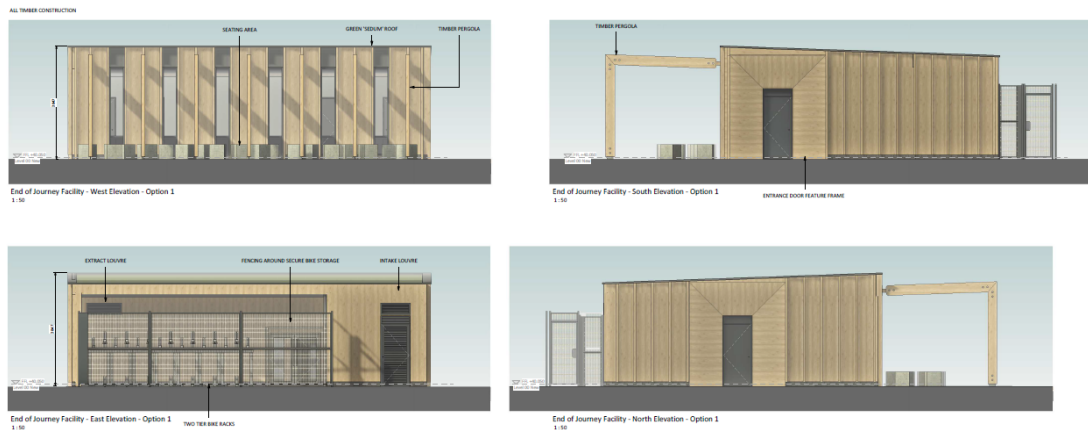 ALL TIMBER CONSTRUCTION
SEATING AREA
GREEN 'SEDUM' ROOF
TIMBER PERGOLA
End of Journey Facility - West Elevation - Option 1
1 : 50
TIMBER PERGOLA
End of Journey Facility - South Elevation - Option 1
1 : 50
ENTRANCE DOOR FEATURE FRAME
EXTRACT LOUVRE
FENCING AROUND SECURE BIKE STORAGE
INTAKE LOUVRE
End of Journey Facility - East Elevation - Option 1
1 : 50
TWO TIER BIKE RACKS
End of Journey Facility - North Elevation - Option 1
1 : 50